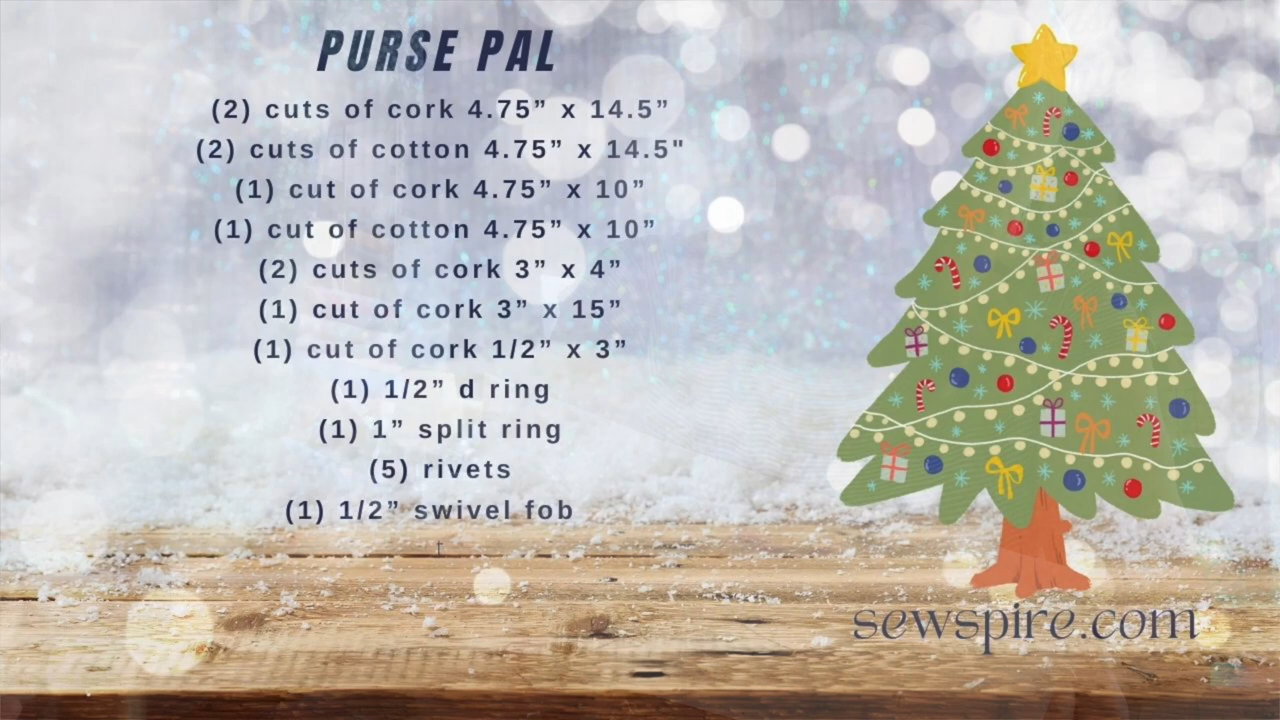 PURSE PAL
(2) cuts of cork 4.75” x 14.5”
(2) cuts of cotton 4.75” x 14.5"
(1) cut of cork 4.75” x 10”
(1) cut of cotton 4.75” x 10”
(2) cuts of cork 3” x 4”
(1) cut of cork 3” x 15”
(1) cut of cork 1/2” x 3”
(1) 1/2” d ring
(1) 1” split ring
(5) rivets
(1) 1/2” swivel fob
sewspire.com